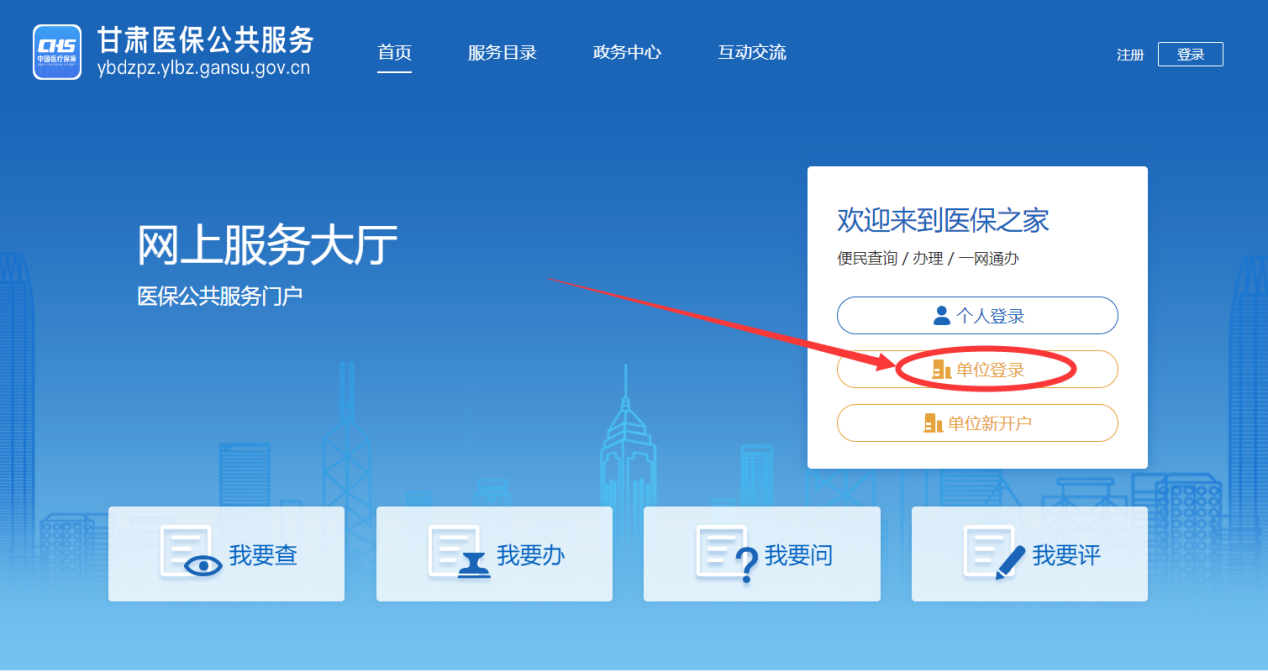 CHS
中国医疗保障
甘肃医保公共服务
ybdzpz.ylbz.gansu.gov.cn
首页
服务目录
政务中心
互动交流
注册
登录
网上服务大厅
医保公共服务门户
欢迎来到医保之家
便民查询 / 办理 / 一网通办
个人登录
单位登录
单位新开户
我要查
我要办
我要问
我要评